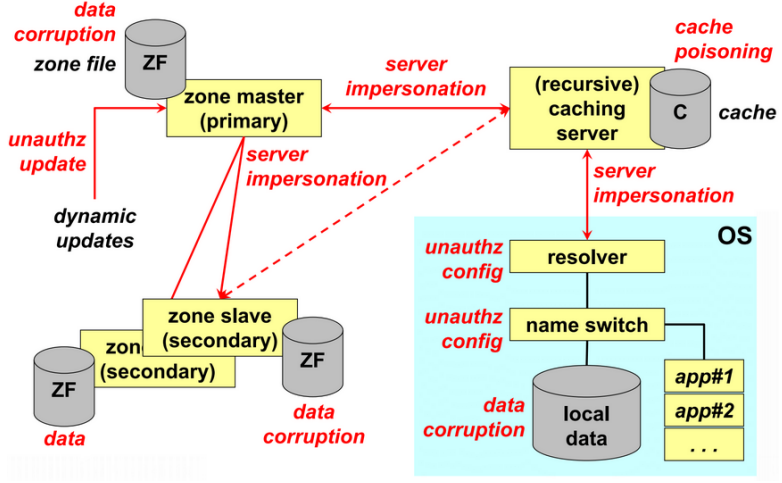 data
corruption
zone file
ZF
zone master
(primary)
server
impersonation
(recursive)
caching
server
cache
poisoning
C
cache
unauthz
update
server
impersonation
server
impersonation
dynamic
updates
OS
unauthz
config
resolver
unauthz
config
name switch
zone slave
(secondary)
ZF
(secondary)
ZF
data
data
corruption
data
corruption
local
data
app#1
app#2
...